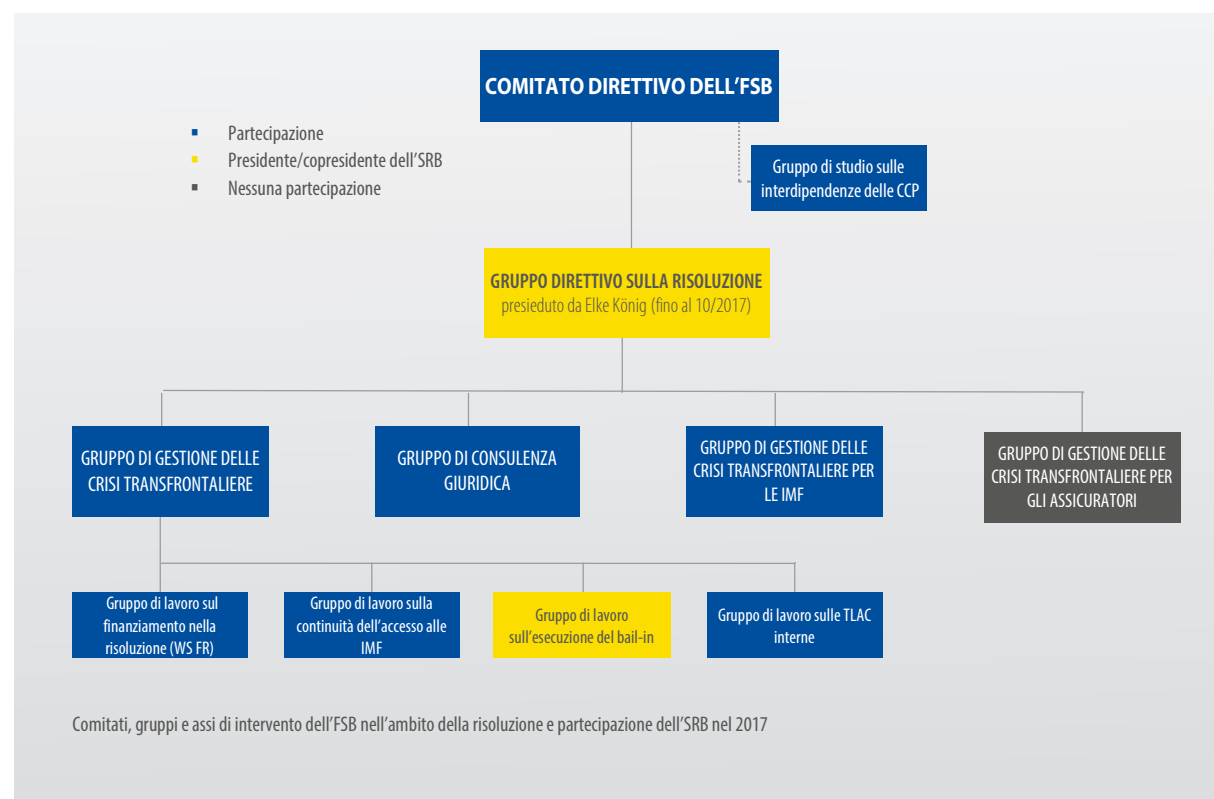 COMITATO DIRETTIVO DELL’FSB
Partecipazione
Presidente/copresidente dell’SRB
Nessuna partecipazione
Gruppo di studio sulle
interdipendenze delle CCP
GRUPPO DIRETTIVO SULLA RISOLUZIONE
presieduto da Elke König (fino al 10/2017)
GRUPPO DI GESTIONE DELLE
CRISI TRANSFRONTALIERE
GRUPPO DI CONSULENZA
GIURIDICA
GRUPPO DI GESTIONE DELLE
CRISI TRANSFRONTALIERE PER
LE IMF
GRUPPO DI GESTIONE DELLE
CRISI TRANSFRONTALIERE PER
GLI ASSICURATORI
Gruppo di lavoro sul
finanziamento nella
risoluzione (WS FR)
Gruppo di lavoro sulla
continuità dell’accesso alle
IMF
Gruppo di lavoro
sull’esecuzione del bail-in
Gruppo di lavoro sulle TLAC
interne
Comitati, gruppi e assi di intervento dell’FSB nell’ambito della risoluzione e partecipazione dell’SRB nel 2017